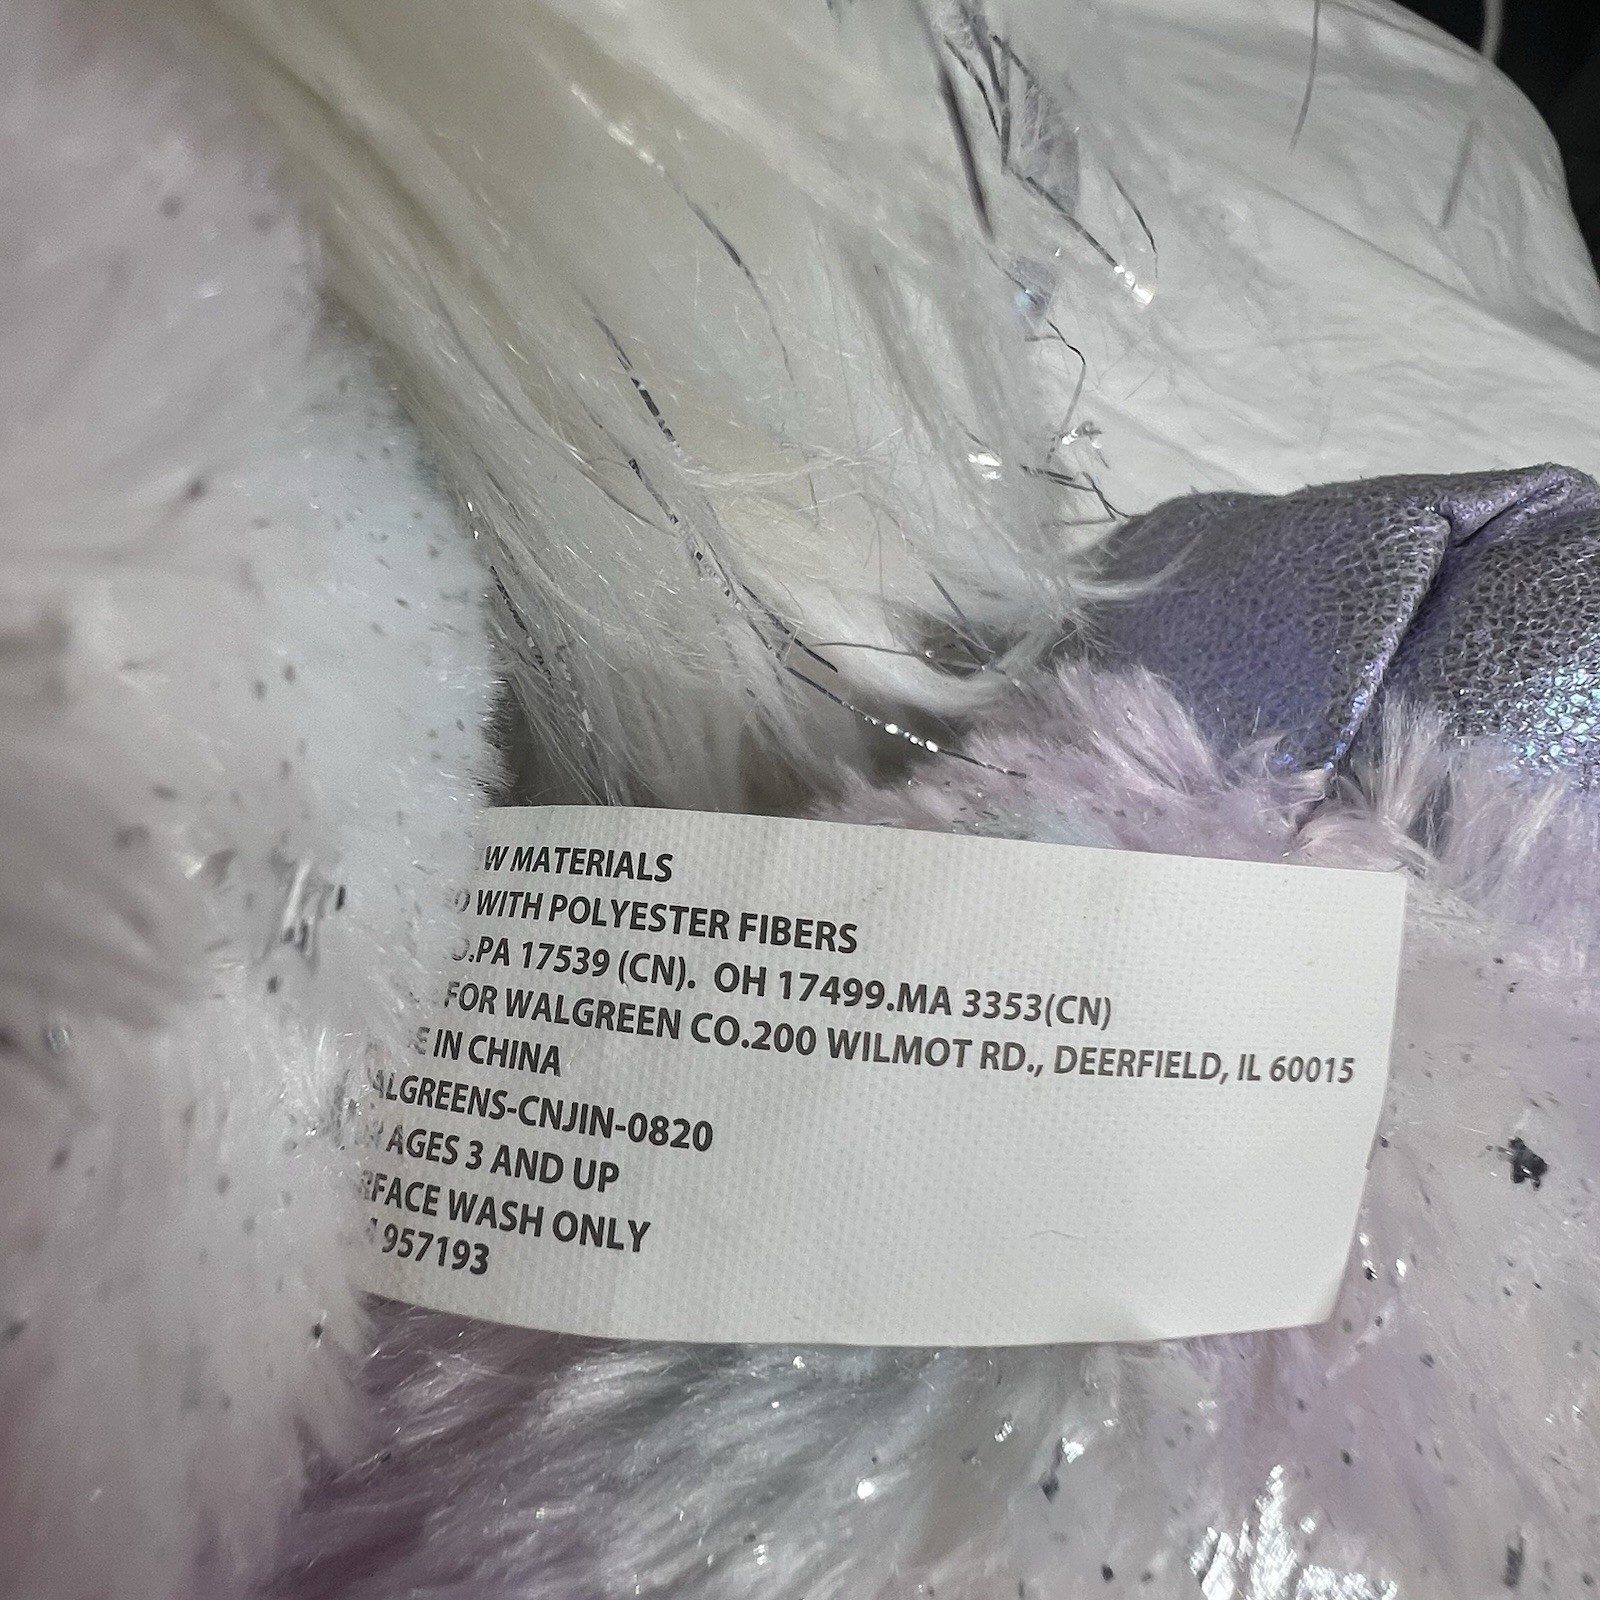 W MATERIALS
WITH POLYESTER FIBERS
.PA 17539 (CN). OH 17499.MA 3353(CN)
FOR WALGREEN CO.200 WILMOT RD., DEERFIELD, IL 60015
E IN CHINA
ALGREENS-CNJIN-0820
AGES 3 AND UP
RFACE WASH ONLY
957193